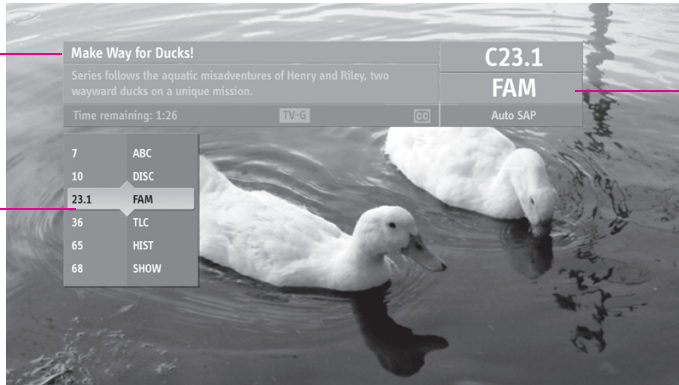 Make Way for Ducks!
Series follows the aquatic misadventures of Henry and Riley, two
wayward ducks on a unique mission.
Time remaining: 1:26 TV-G CC
C23.1
FAM
Auto SAP
7 ABC
10 DISC
23.1 FAM
36 TLC
65 HIST
68 SHOW